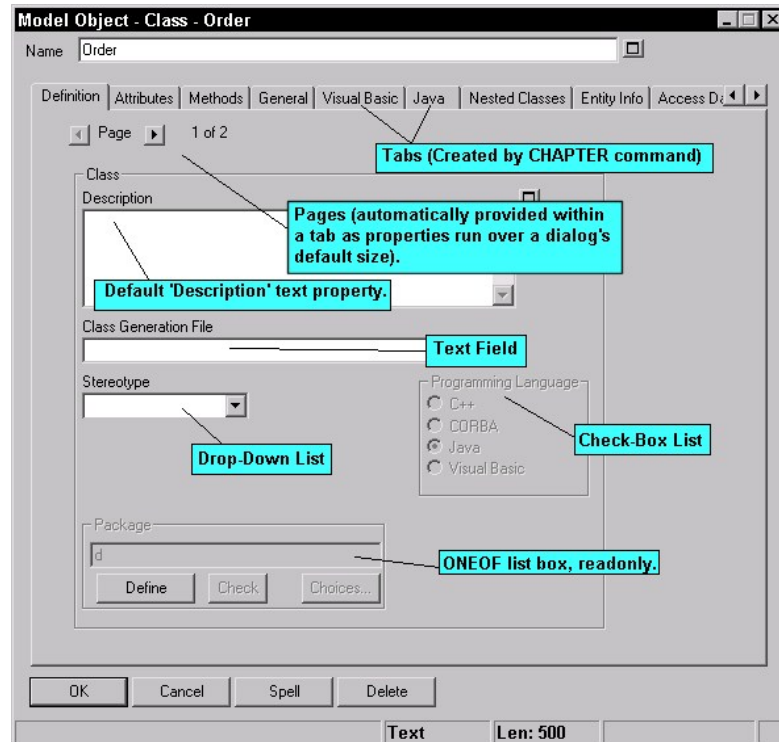 Model Object - Class - Order
Name Order
Definition Attributes Methods General Visual Basic Java Nested Classes Entity Info Access
Page 1 of 2
Tabs (Created by CHAPTER command)
Class
Description
Pages (automatically provided within
a tab as properties run over a dialog's
default size).
Default 'Description' text property.
Class Generation File
Text Field
Stereotype
Programming Language
C++
CORBA
Java
Visual Basic
Check-Box List
Drop-Down List
Package
d
ONEOF list box, readonly.
Define Check Choices...
OK Cancel Spell Delete
Text Len: 500